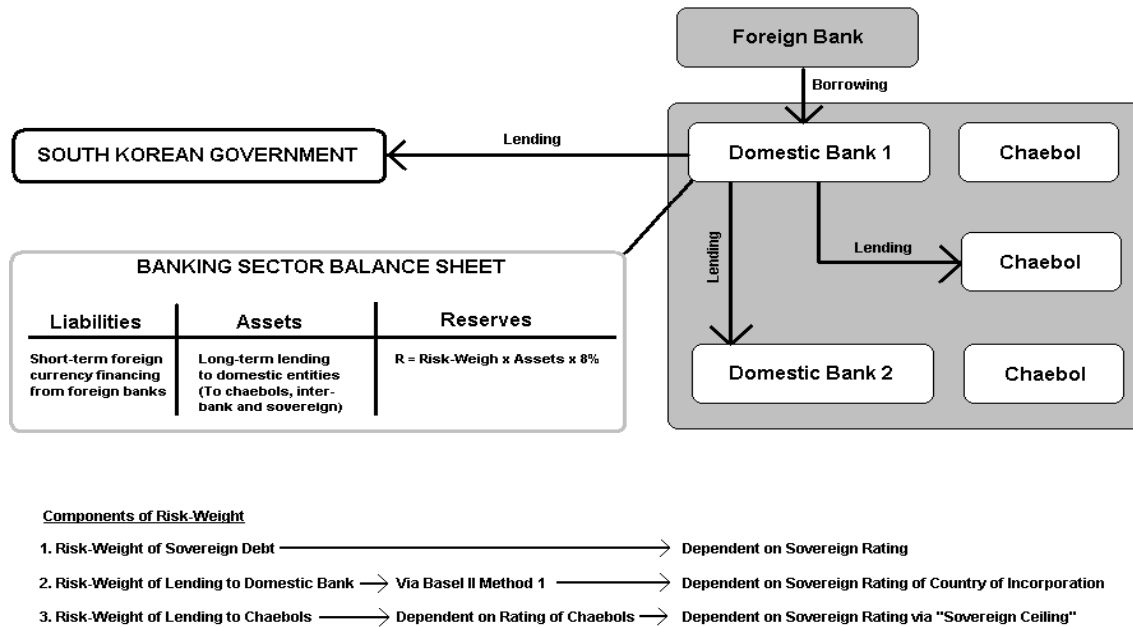 Foreign Bank
Borrowing
SOUTH KOREAN GOVERNMENT
Lending
Domestic Bank 1
Chaebol
Lending
Lending
Chaebol
Domestic Bank 2
Chaebol
BANKING SECTOR BALANCE SHEET
Liabilities
Assets
Reserves
Short-term foreign
currency financing
from foreign banks
Long-term lending
to domestic entities
(To chaebols, inter-
bank and sovereign)
R = Risk-Weigh x Assets x 8%
Components of Risk-Weight
1. Risk-Weight of Sovereign Debt Dependent on Sovereign Rating
2. Risk-Weight of Lending to Domestic Bank Via Basel II Method 1 Dependent on Sovereign Rating of Country of Incorporation
3. Risk-Weight of Lending to Chaebols Dependent on Rating of Chaebols Dependent on Sovereign Rating via "Sovereign Ceiling"